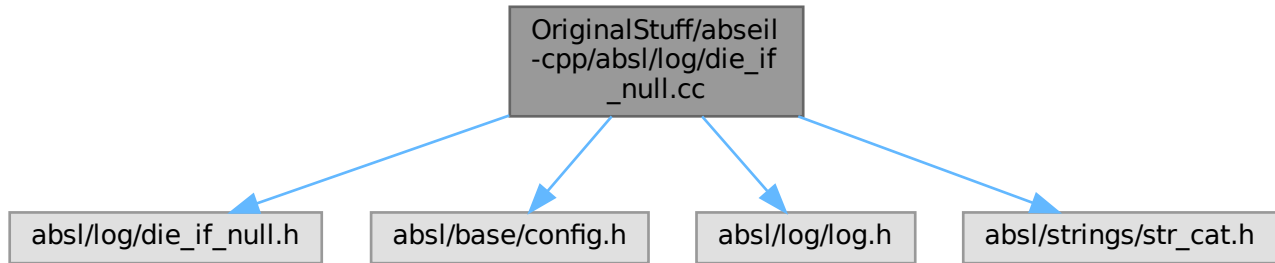 OriginalStuff/abseil
-cpp/absl/log/die_if
_null.cc
absl/log/die_if_null.h
absl/base/config.h
absl/log/log.h
absl/strings/str_cat.h